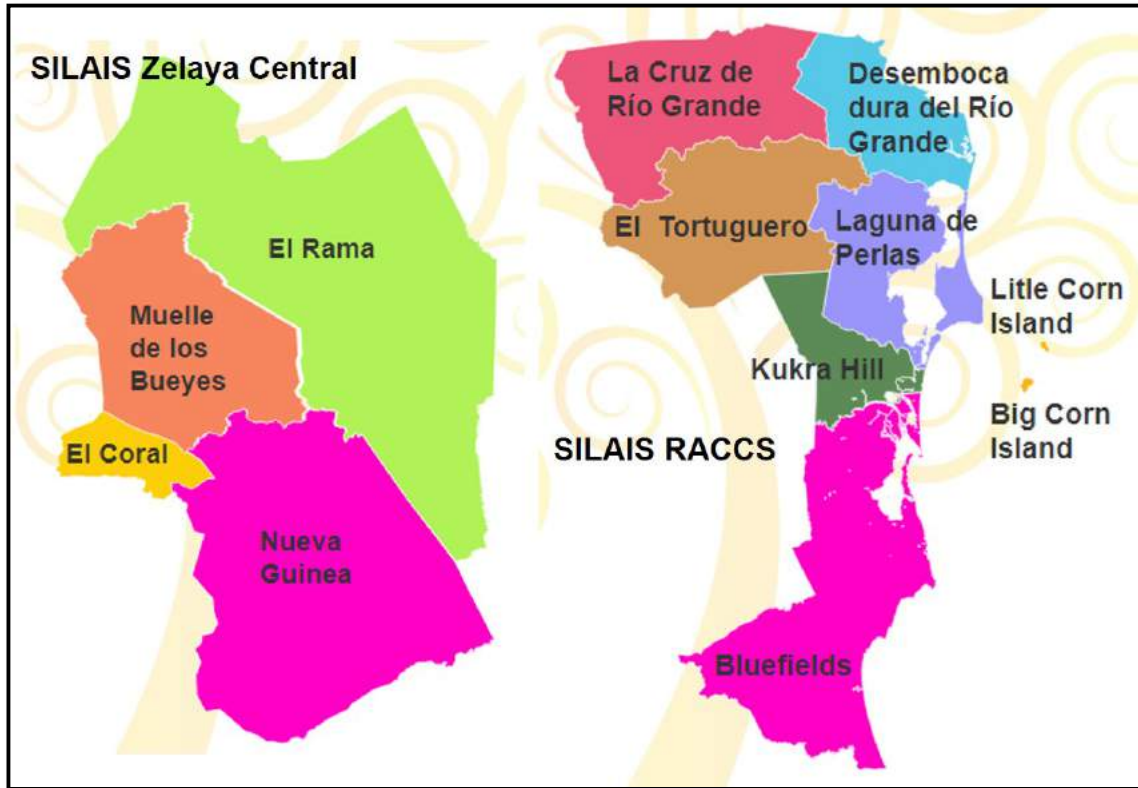 SILAIS Zelaya Central
El Rama
Muelle
de los
Bueyes
El Coral
Nueva
Guinea
La Cruz de
Río Grande
Desemboca
dura del Río
Grande
El Tortuguero
Laguna de
Perlas
Litle Corn
Island
Kukra Hill
Big Corn
Island
SILAIS RACCS
Bluefields